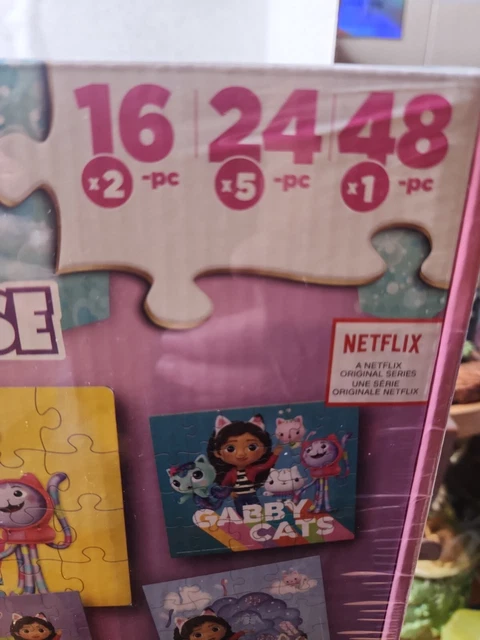 16 24 48
x2 -pc x5 -pc x1 -pc
SE
NETFLIX
A NETFLIX
ORIGINAL SERIES
UNE SÉRIE
ORIGINALE NETFLIX
GABBY
CATS